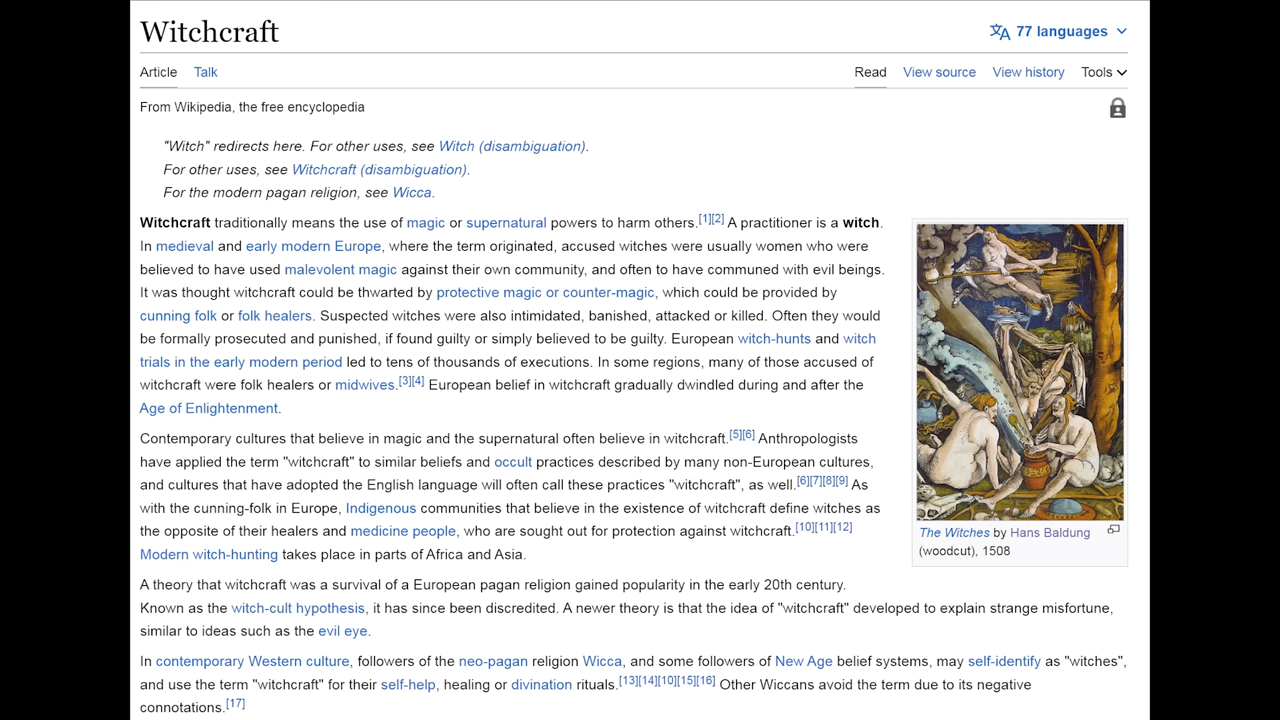 Witchcraft
77 languages
Article Talk
Read View source View history Tools
From Wikipedia, the free encyclopedia
"Witch" redirects here. For other uses, see Witch (disambiguation).
For other uses, see Witchcraft (disambiguation).
For the modern pagan religion, see Wicca.
Witchcraft traditionally means the use of magic or supernatural powers to harm others.[1][2] A practitioner is a witch.
In medieval and early modern Europe, where the term originated, accused witches were usually women who were
believed to have used malevolent magic against their own community, and often to have communed with evil beings.
It was thought witchcraft could be thwarted by protective magic or counter-magic, which could be provided by
cunning folk or folk healers. Suspected witches were also intimidated, banished, attacked or killed. Often they would
be formally prosecuted and punished, if found guilty or simply believed to be guilty. European witch-hunts and witch
trials in the early modern period led to tens of thousands of executions. In some regions, many of those accused of
witchcraft were folk healers or midwives.[3][4] European belief in witchcraft gradually dwindled during and after the
Age of Enlightenment.
Contemporary cultures that believe in magic and the supernatural often believe in witchcraft.[5][6] Anthropologists
have applied the term "witchcraft" to similar beliefs and occult practices described by many non-European cultures,
and cultures that have adopted the English language will often call these practices "witchcraft", as well.[6][7][8][9] As
with the cunning-folk in Europe, Indigenous communities that believe in the existence of witchcraft define witches as
the opposite of their healers and medicine people, who are sought out for protection against witchcraft.[10][11][12]
Modern witch-hunting takes place in parts of Africa and Asia.
The Witches by Hans Baldung
(woodcut), 1508
A theory that witchcraft was a survival of a European pagan religion gained popularity in the early 20th century.
Known as the witch-cult hypothesis, it has since been discredited. A newer theory is that the idea of "witchcraft" developed to explain strange misfortune,
similar to ideas such as the evil eye.
In contemporary Western culture, followers of the neo-pagan religion Wicca, and some followers of New Age belief systems, may self-identify as "witches",
and use the term "witchcraft" for their self-help, healing or divination rituals.[13][14][10][15][16] Other Wiccans avoid the term due to its negative
connotations.[17]